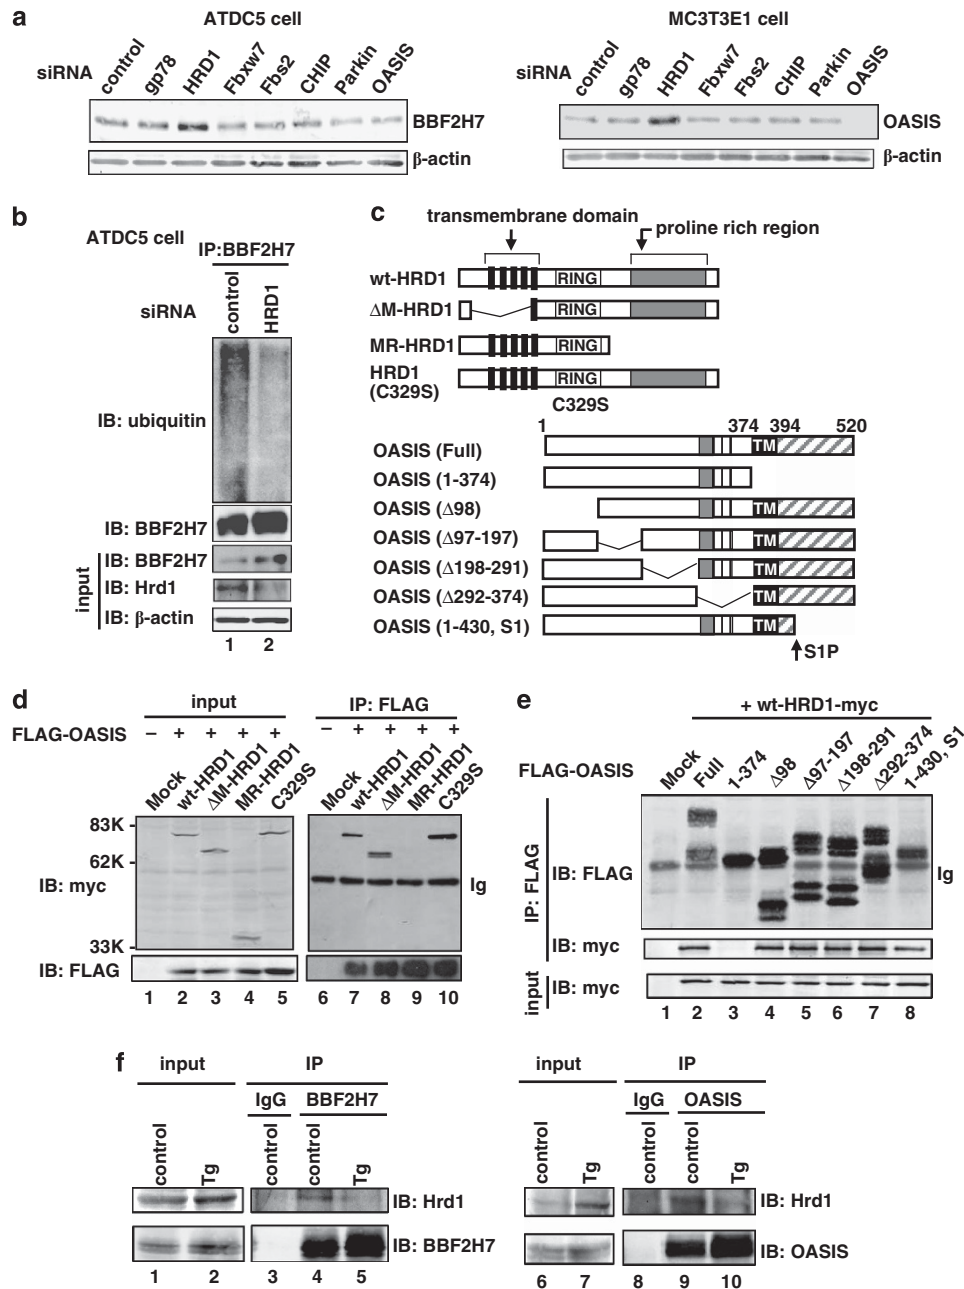 a
ATDC5 cell
siRNA control gp78 HRD1 Fbxw7 Fbs2 CHIP Parkin OASIS
BBF2H7
β-actin
MC3T3E1 cell
siRNA control gp78 HRD1 Fbxw7 Fbs2 CHIP Parkin OASIS
OASIS
β-actin
b
ATDC5 cell
IP:BBF2H7
siRNA control HRD1
IB: ubiquitin
IB: BBF2H7
input
IB: BBF2H7
IB: Hrd1
IB: β-actin
1 2
c
transmembrane domain
proline rich region
wt-HRD1 RING
ΔM-HRD1 RING
MR-HRD1 RING
HRD1 (C329S) RING
C329S
1 374 394 520
OASIS (Full) TM
OASIS (1-374)
OASIS (Δ98) TM
OASIS (Δ97-197) TM
OASIS (Δ198-291) TM
OASIS (Δ292-374) TM
OASIS (1-430, S1) TM
S1P
d
input IP: FLAG
FLAG-OASIS – + + + + – + + + +
Mock wt-HRD1 ΔM-HRD1 MR-HRD1 C329S Mock wt-HRD1 ΔM-HRD1 MR-HRD1 C329S
83K
62K
IB: myc Ig
33K
IB: FLAG
1 2 3 4 5 6 7 8 9 10
e
+ wt-HRD1-myc
FLAG-OASIS Mock Full 1-374 Δ98 Δ97-197 Δ198-291 Δ292-374 1-430, S1
IP: FLAG
IB: FLAG Ig
IB: myc
input
IB: myc
1 2 3 4 5 6 7 8
f
input IP
IgG BBF2H7
control Tg control control Tg
IB: Hrd1
IB: BBF2H7
1 2 3 4 5
input IP
IgG OASIS
control Tg control control Tg
IB: Hrd1
IB: OASIS
6 7 8 9 10